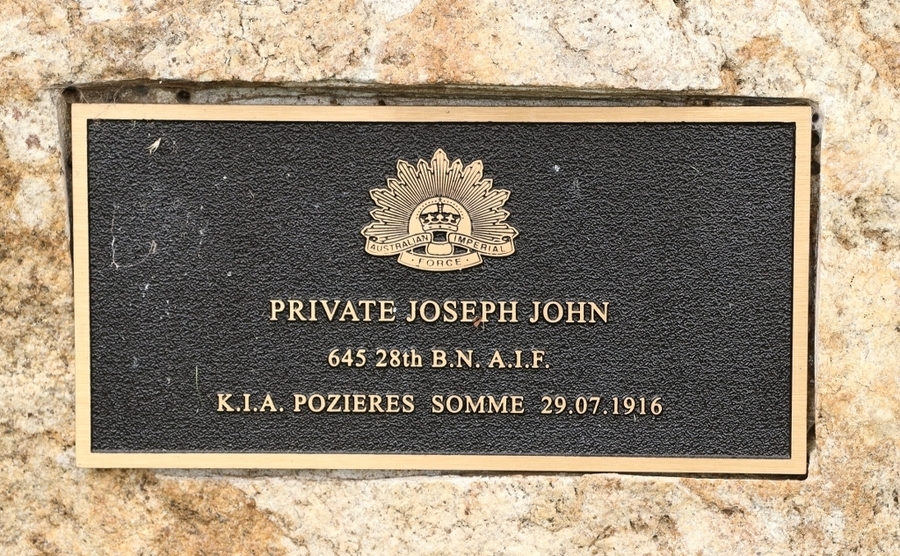 AUSTRALIAN IMPERIAL
FORCE
PRIVATE JOSEPH JOHN
645 28th B.N. A.I.F.
K.I.A. POZIERES SOMME 29.07.1916